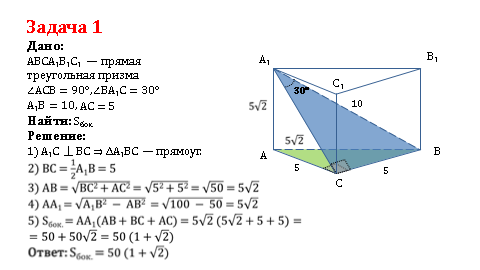 Задача 1
Дано:
ABCA₁B₁C₁ — прямая
треугольная призма
∠ACB = 90°,∠BA₁C = 30°
A₁B = 10, AC = 5
Найти: Sбок.
Решение:
1) A₁C ⊥ BC ⇒ ΔA₁BC — прямоуг.
2) BC = 1/2 A₁B = 5
3) AB = √(BC² + AC²) = √(5² + 5²) = √50 = 5√2
4) AA₁ = √(A₁B² − AB²) = √(100 − 50) = 5√2
5) Sбок. = AA₁(AB + BC + AC) = 5√2 (5√2 + 5 + 5) =
= 50 + 50√2 = 50 (1 + √2)
Ответ: Sбок. = 50 (1 + √2)
A₁
B₁
C₁
30°
10
5√2
5√2
A
B
5
5
C